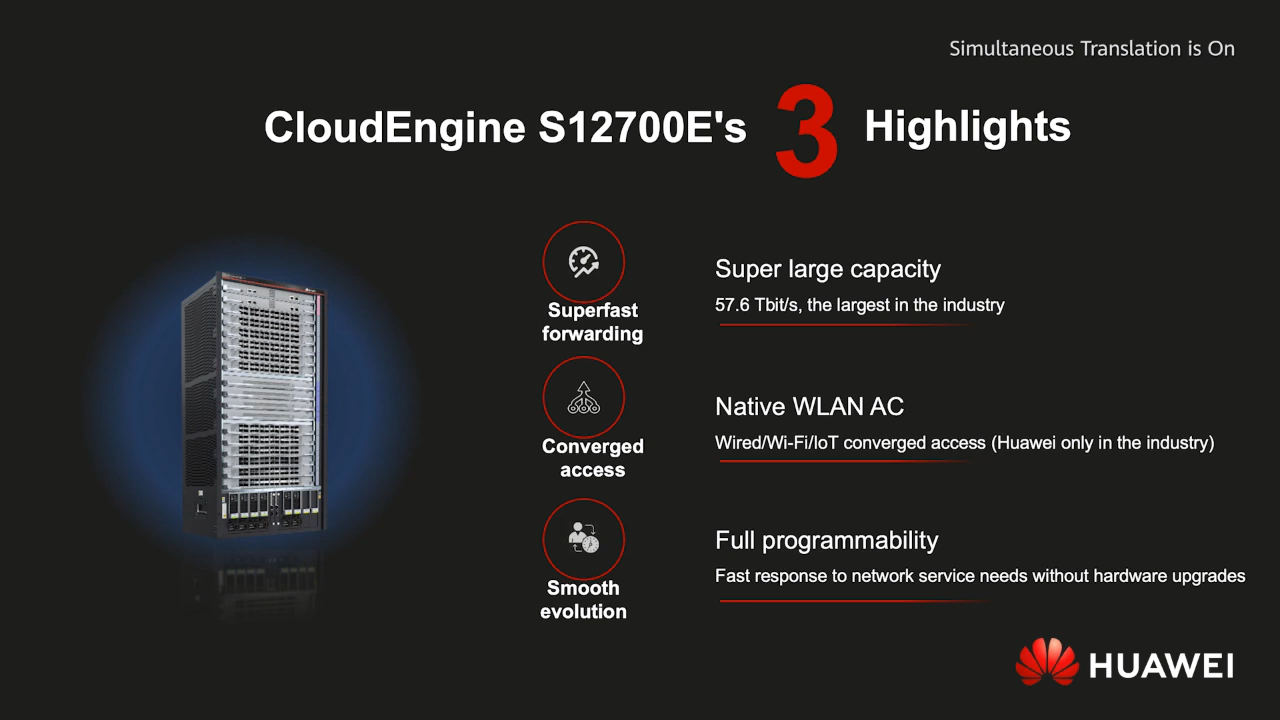 Simultaneous Translation is On
CloudEngine S12700E's 3 Highlights
Superfast
forwarding
Super large capacity
57.6 Tbit/s, the largest in the industry
Converged
access
Native WLAN AC
Wired/Wi-Fi/IoT converged access (Huawei only in the industry)
Smooth
evolution
Full programmability
Fast response to network service needs without hardware upgrades
HUAWEI